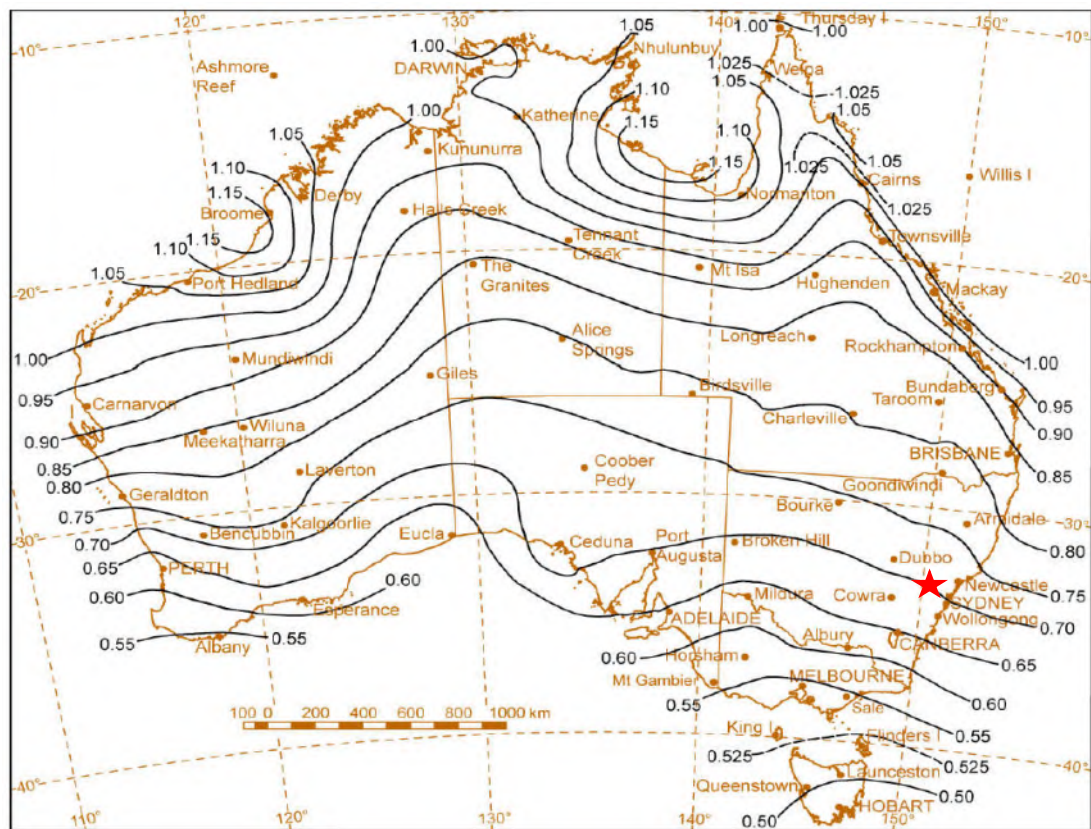 120°
130°
140°
150°
-10°
-10°
Thursday I
1.00
1.00
1.05
1.00
Nhulunbuy
DARWIN
Ashmore
Reef
1.025
Weipa
1.05
1.025
1.05
1.10
1.00
Katherine
1.05
1.15
1.10
1.05
Kununurra
1.15
1.025
1.10
Cairns
Willis I
1.15
Derby
Normanton
1.025
Broome
Halls Creek
1.15
Tennant
Creek
Townsville
1.10
The
Granites
Mt Isa
1.05
Port Hedland
Hughenden
-20°
Mackay
-20°
Alice
Springs
Longreach
Rockhampton
1.00
1.00
Mundiwindi
Giles
Birdsville
Bundaberg
0.95
Taroom
0.95
Carnarvon
Charleville
0.90
0.90
Wiluna
Meekatharra
BRISBANE
0.85
Laverton
Coober
Pedy
Goondiwindi
0.85
0.80
Geraldton
Bourke
0.75
Kalgoorlie
Armidale
-30°
0.70
Bencubbin
Eucla
Ceduna
Port
Augusta
Broken Hill
0.80
-30°
Dubbo
0.65
PERTH
0.60
Newcastle
0.75
0.60
Mildura
Cowra
SYDNEY
Esperance
ADELAIDE
Wollongong
0.70
0.55
0.55
Albury
CANBERRA
Albany
0.60
Horsham
0.65
MELBOURNE
Mt Gambier
0.60
0.55
Sale
100 0 200 400 600 800 1000 km
King I
Flinders I
0.55
0.525
0.525
-40°
Launceston
Queenstown
0.50
-40°
HOBART
0.50
110°
120°
130°
140°
150°